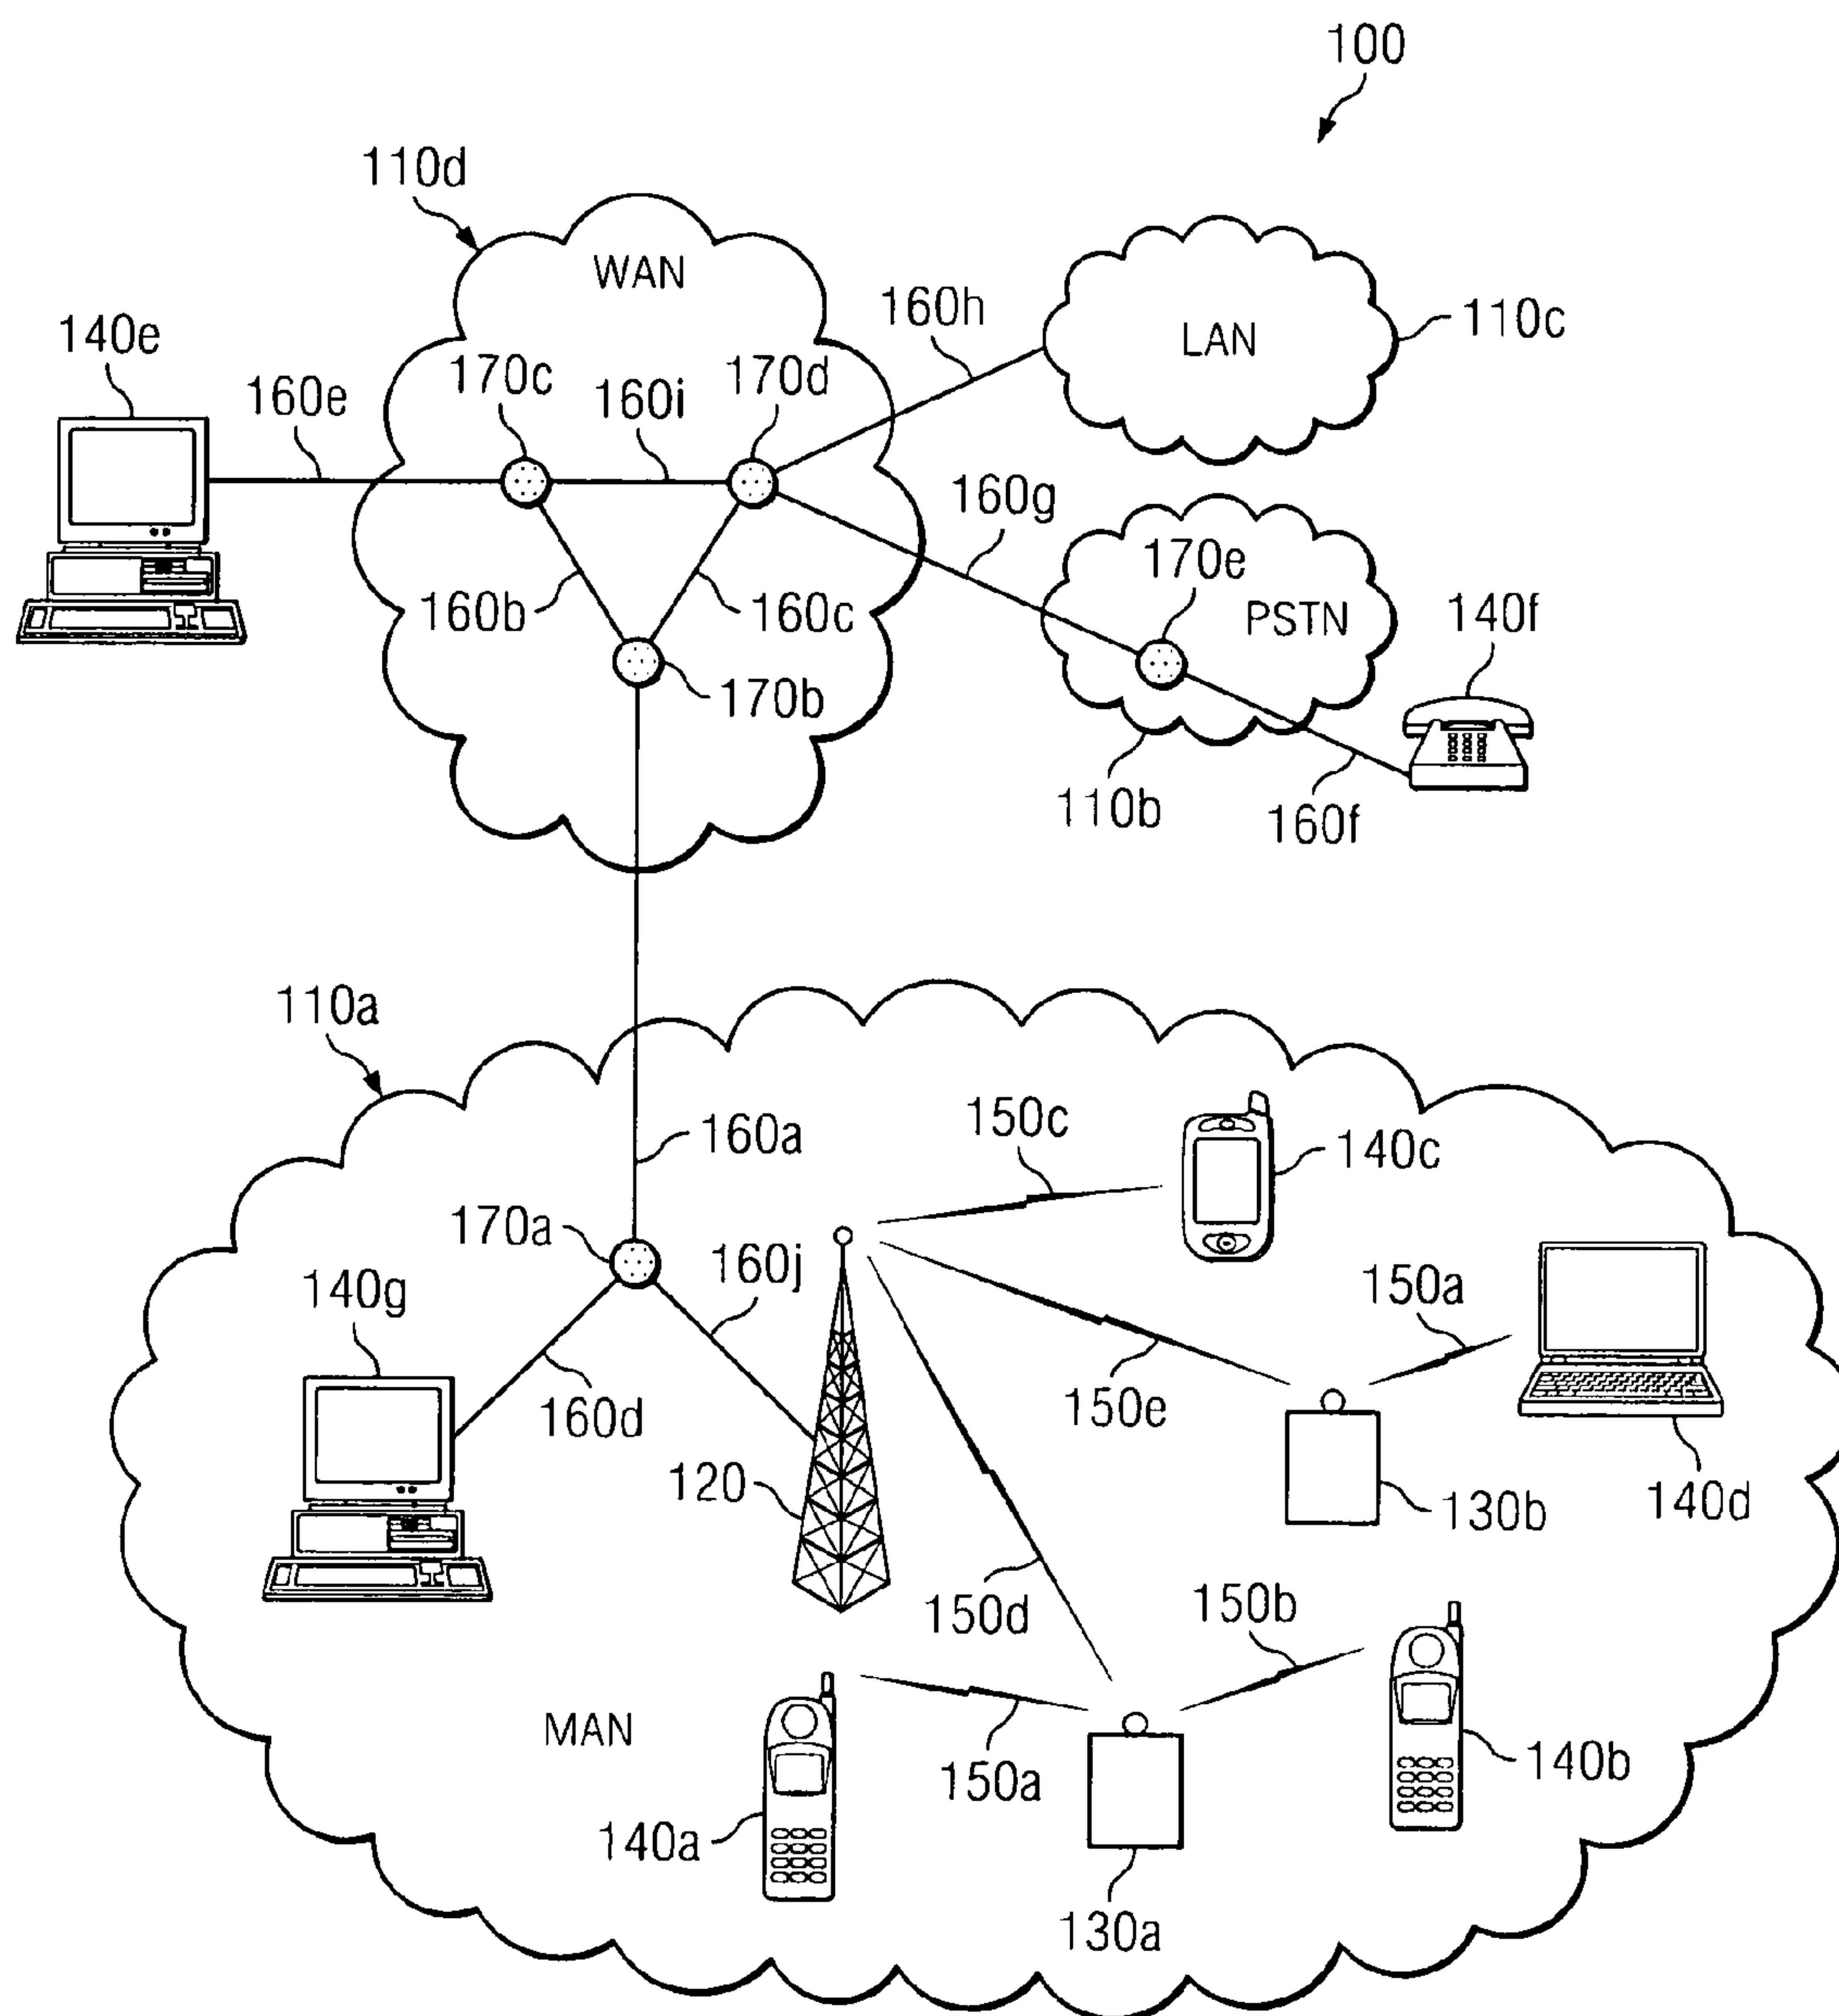 100
110d
WAN
160h
110c
LAN
140e
160e
170c
160i
170d
160g
170e
PSTN
140f
160b
160c
170b
110b
160f
110a
160a
150c
140c
170a
160j
150a
140g
160d
150e
120
130b
140d
150d
150b
MAN
150a
140b
140a
130a